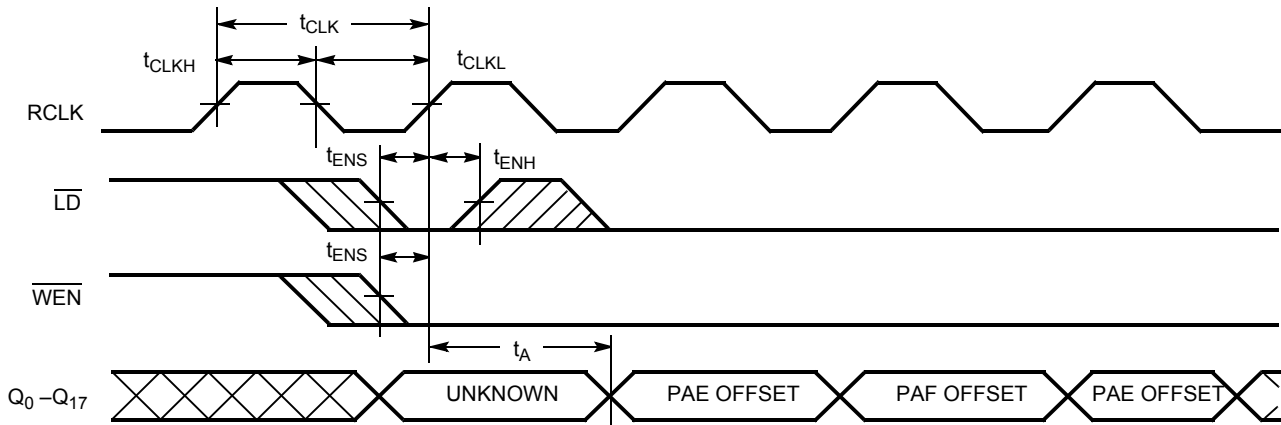 tCLK
tCLKH
tCLKL
RCLK
tENS
tENH
LD
tENS
WEN
tA
Q0 –Q17
UNKNOWN
PAE OFFSET
PAF OFFSET
PAE OFFSET